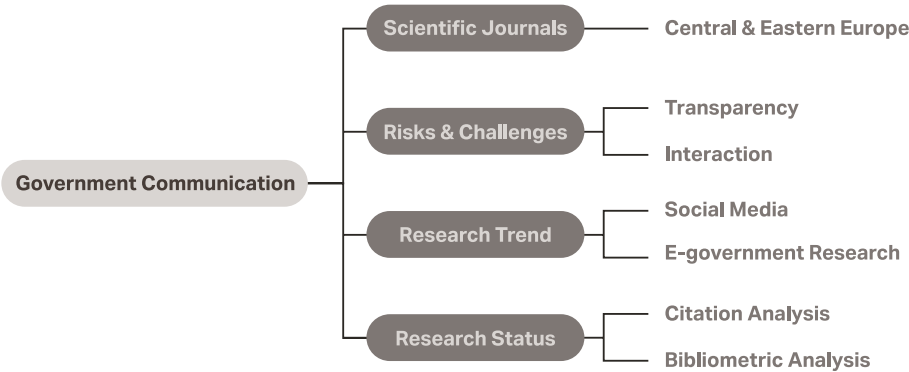 Government Communication
Scientific Journals
Central & Eastern Europe
Risks & Challenges
Transparency
Interaction
Research Trend
Social Media
E-government Research
Research Status
Citation Analysis
Bibliometric Analysis